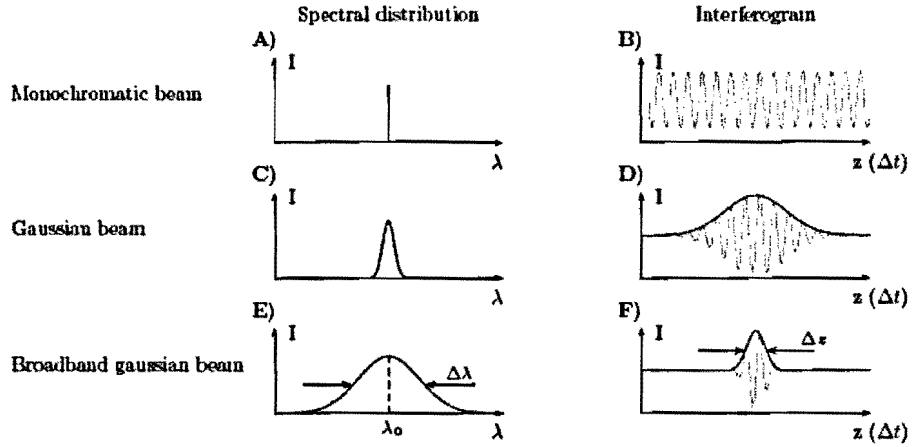 Spectral distribution
Interferogram
A)
I
λ
B)
I
z (Δt)
Monochromatic beam
C)
I
λ
D)
I
z (Δt)
Gaussian beam
E)
I
Δλ
λ₀
λ
F)
I
Δz
z (Δt)
Broadband gaussian beam